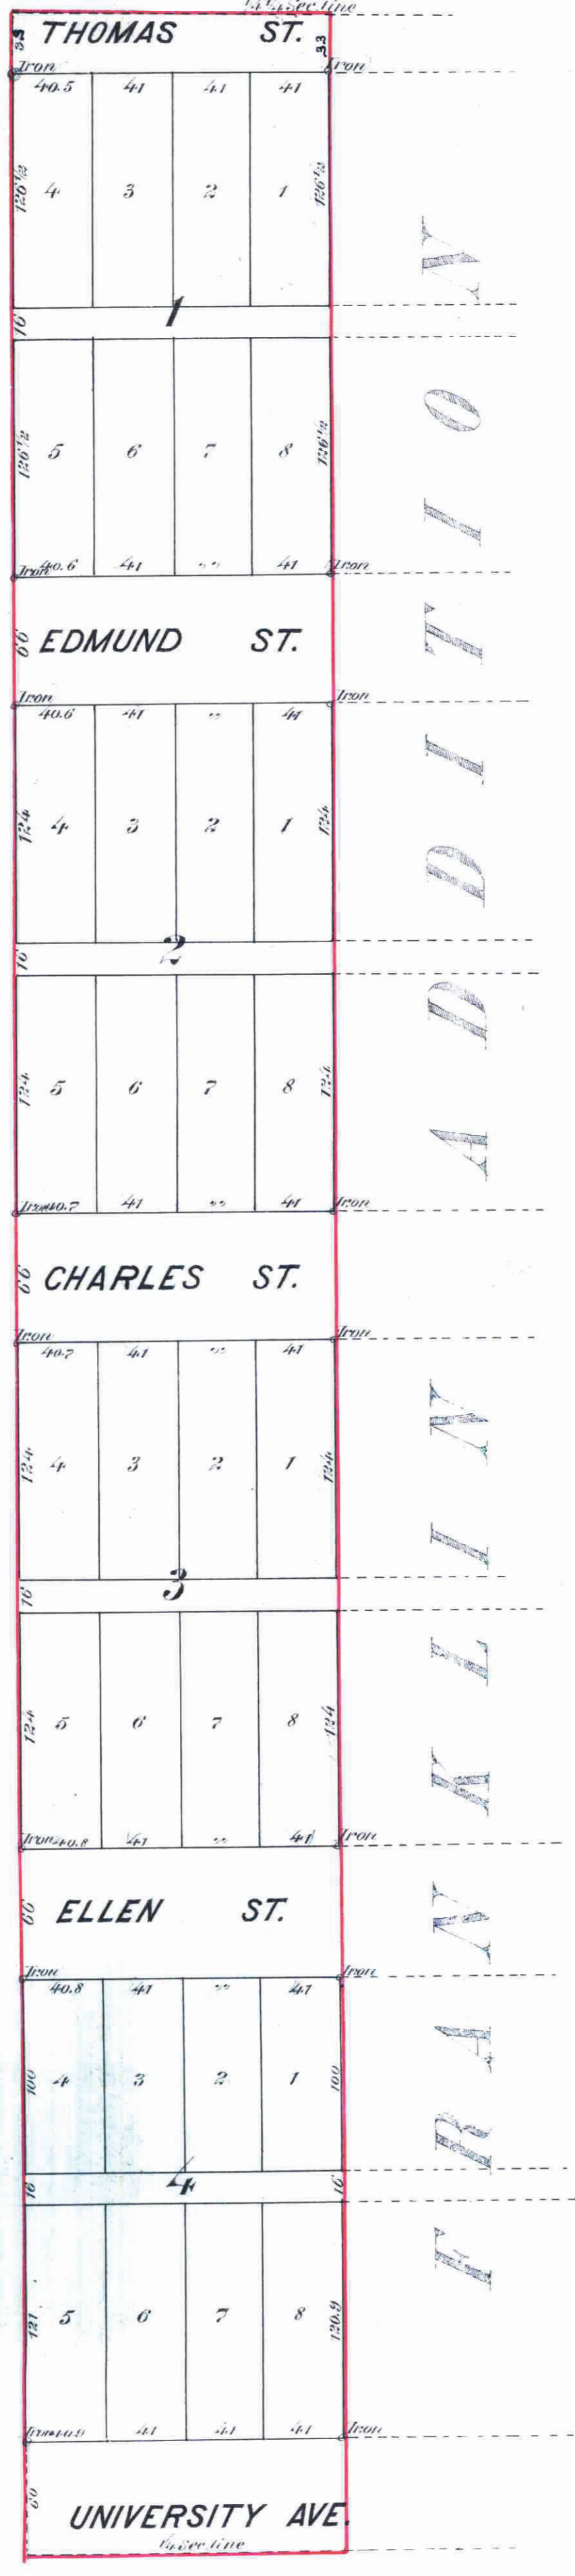 1/4 1/4 Sec line
33 THOMAS ST. 33
Iron Iron
40.5 41 41 41
126½ 4 3 2 1 126½
16 1
126½ 5 6 7 8 126½
Iron 40.6 41 " 41 Iron
66 EDMUND ST.
Iron Iron
40.6 41 " 41
124 4 3 2 1 124
16 2
124 5 6 7 8 124
Iron 40.7 41 " 41 Iron
66 CHARLES ST.
Iron Iron
40.7 41 " 41
124 4 3 2 1 124
16 3
124 5 6 7 8 124
Iron 40.8 41 " 41 Iron
66 ELLEN ST.
Iron Iron
40.8 41 " 41
100 4 3 2 1 100
16 4 16
121 5 6 7 8 120.9
Iron 40.9 41 41 41 Iron
60 UNIVERSITY AVE.
1/4 Sec line
FRANKLIN ADDITION